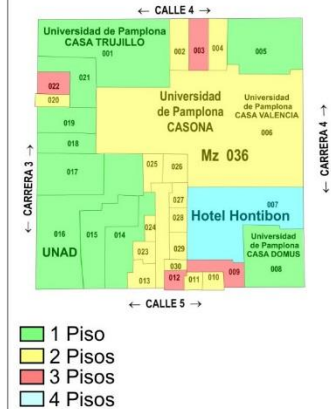 ← CALLE 4 →
Universidad de Pamplona
CASA TRUJILLO
001
002
003
004
005
021
022
020
019
018
017
Universidad
de Pamplona
CASONA
Universidad
de Pamplona
CASA VALENCIA
006
Mz 036
← CARRERA 3 →
← CARRERA 4 →
025
026
027
028
024
029
023
030
013
012
011
010
009
016
015
014
UNAD
007
Hotel Hontibon
Universidad
de Pamplona
CASA DOMUS
008
← CALLE 5 →
1 Piso
2 Pisos
3 Pisos
4 Pisos